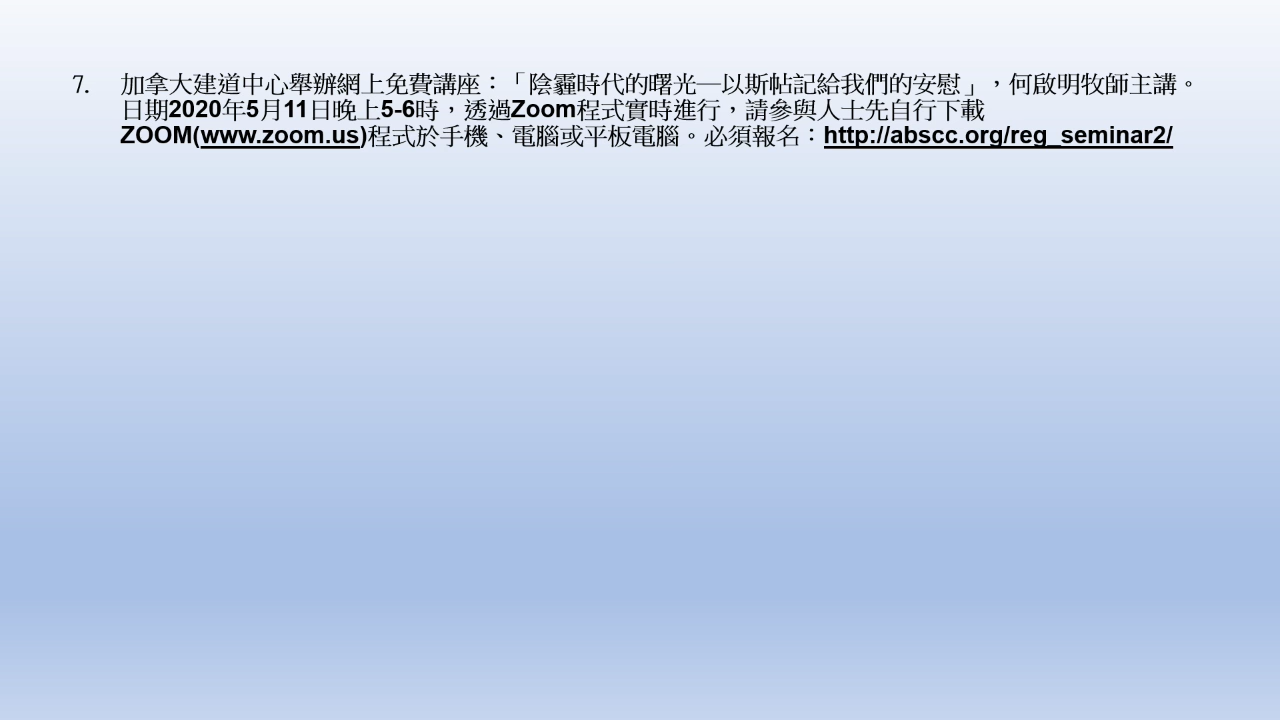 7. 加拿大建道中心舉辦網上免費講座：「陰霾時代的曙光—以斯帖記給我們的安慰」，何啟明牧師主講。
日期2020年5月11日晚上5-6時，透過Zoom程式實時進行，請參與人士先自行下載
ZOOM(www.zoom.us)程式於手機、電腦或平板電腦。必須報名：http://abscc.org/reg_seminar2/